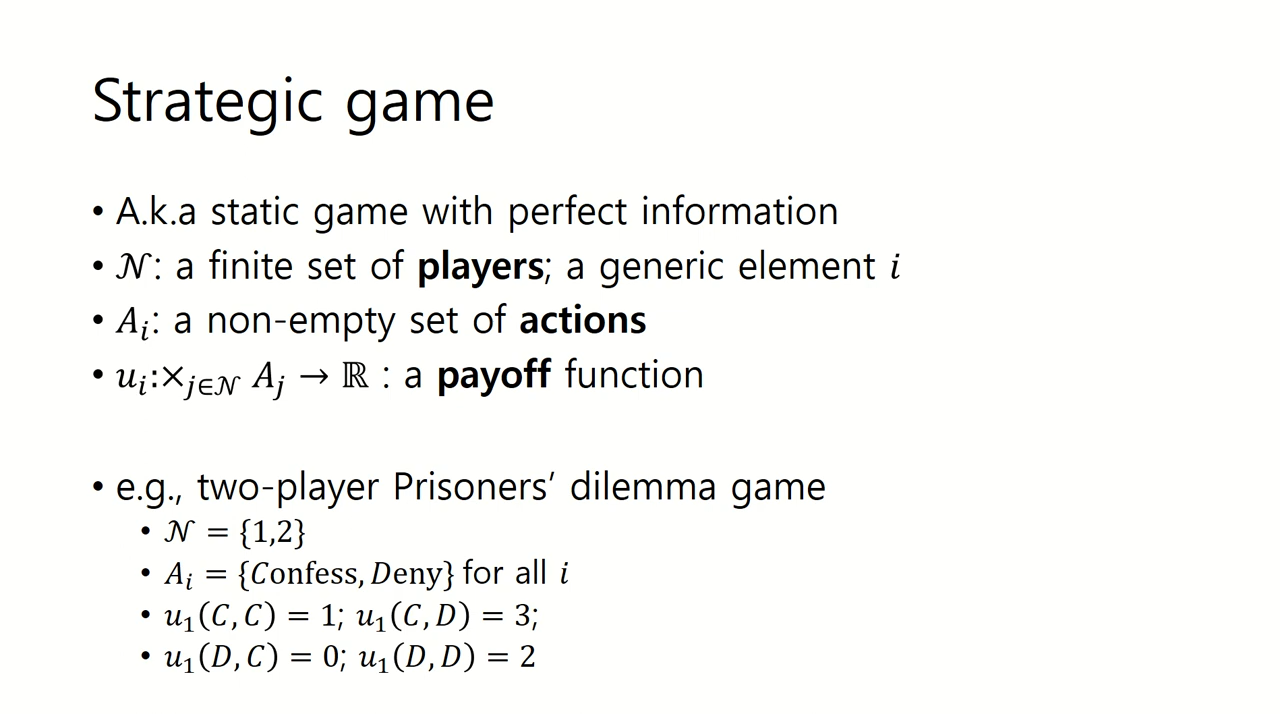 Strategic game
• A.k.a static game with perfect information
• 𝒩: a finite set of players; a generic element i
• Aᵢ: a non-empty set of actions
• uᵢ:×_{j∈𝒩} Aⱼ → ℝ : a payoff function
• e.g., two-player Prisoners’ dilemma game
• 𝒩 = {1,2}
• Aᵢ = {Confess, Deny} for all i
• u₁(C, C) = 1; u₁(C, D) = 3;
• u₁(D, C) = 0; u₁(D, D) = 2